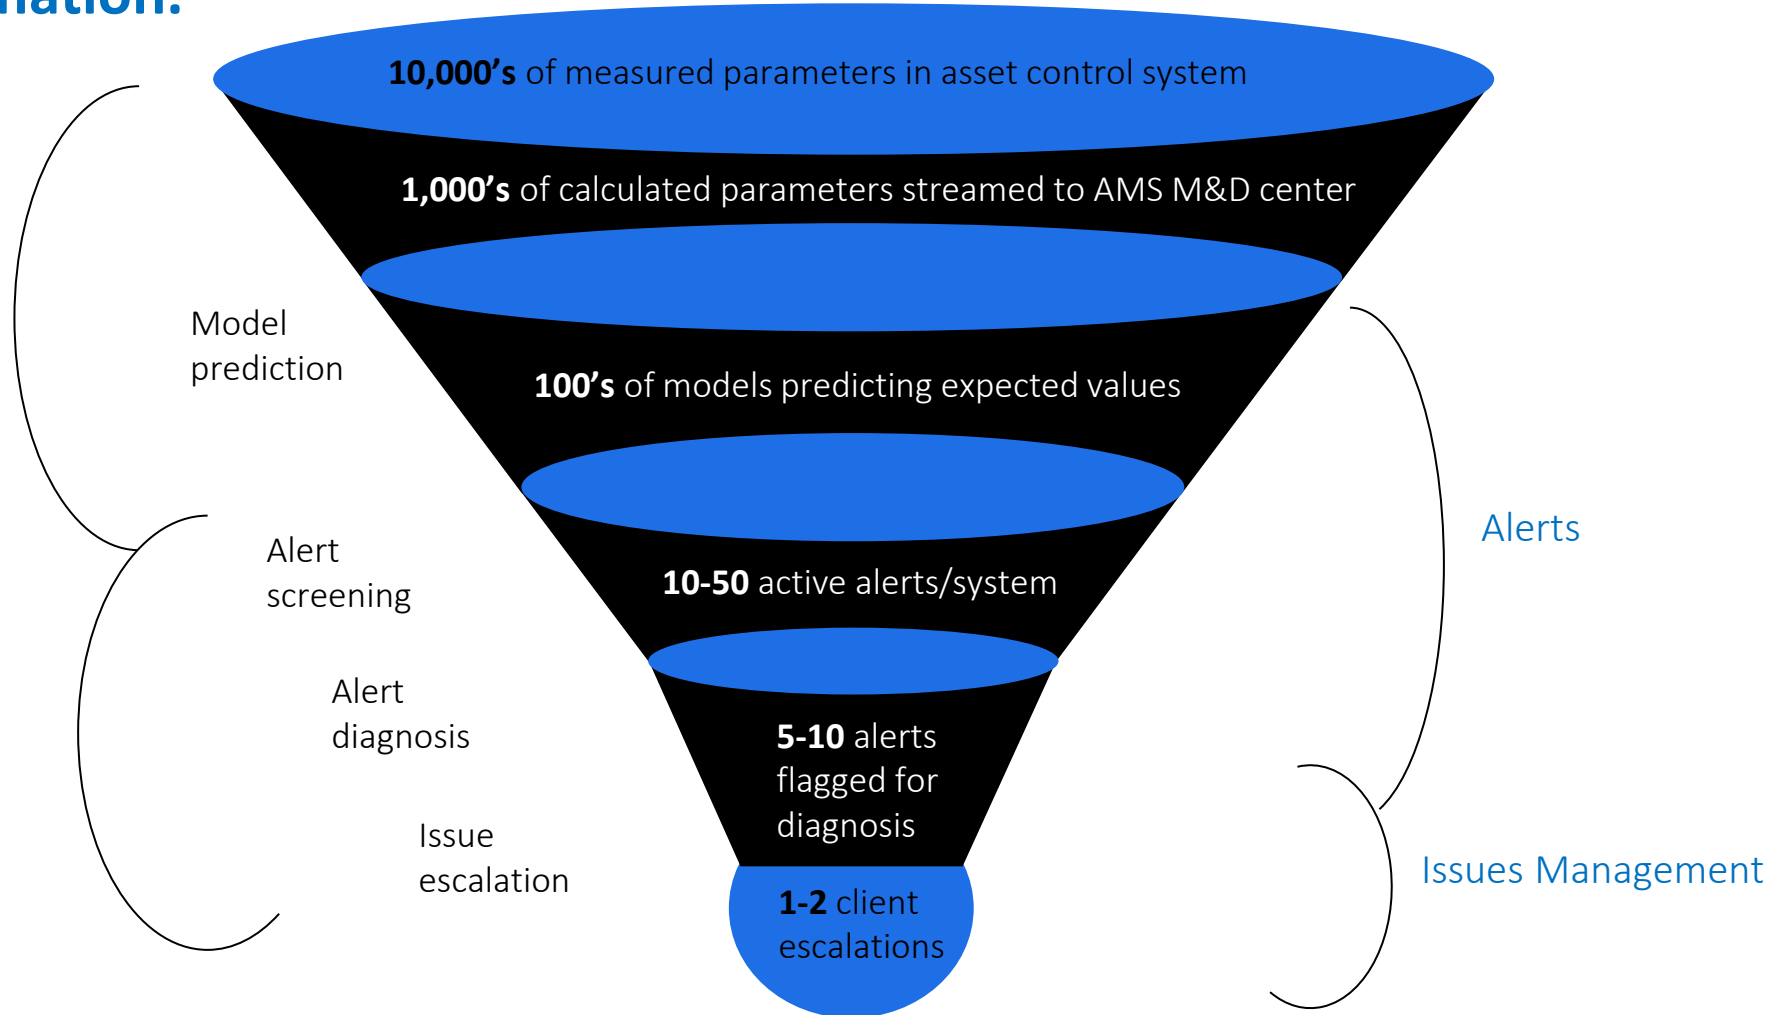 10,000’s of measured parameters in asset control system
1,000’s of calculated parameters streamed to AMS M&D center
Model
prediction
100’s of models predicting expected values
Alerts
Alert
screening
10-50 active alerts/system
Alert
diagnosis
5-10 alerts
flagged for
diagnosis
Issue
escalation
Issues Management
1-2 client
escalations